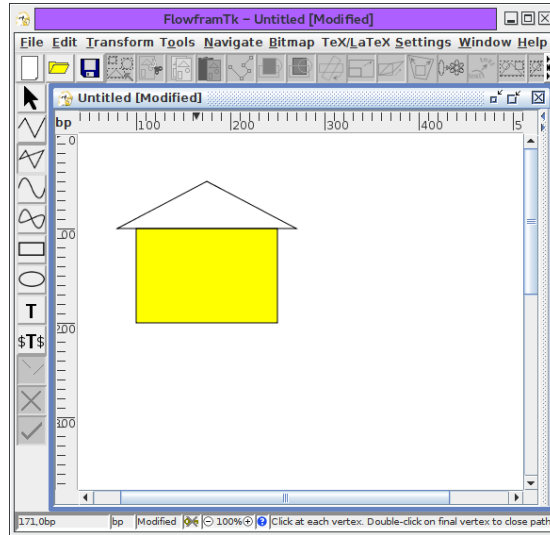 FlowframTk – Untitled [Modified]
File Edit Transform Tools Navigate Bitmap TeX/LaTeX Settings Window Help
Untitled [Modified]
bp 100 200 300 400 5
0
100
200
300
T
$T$
171,0bp bp Modified 100% Click at each vertex. Double-click on final vertex to close path